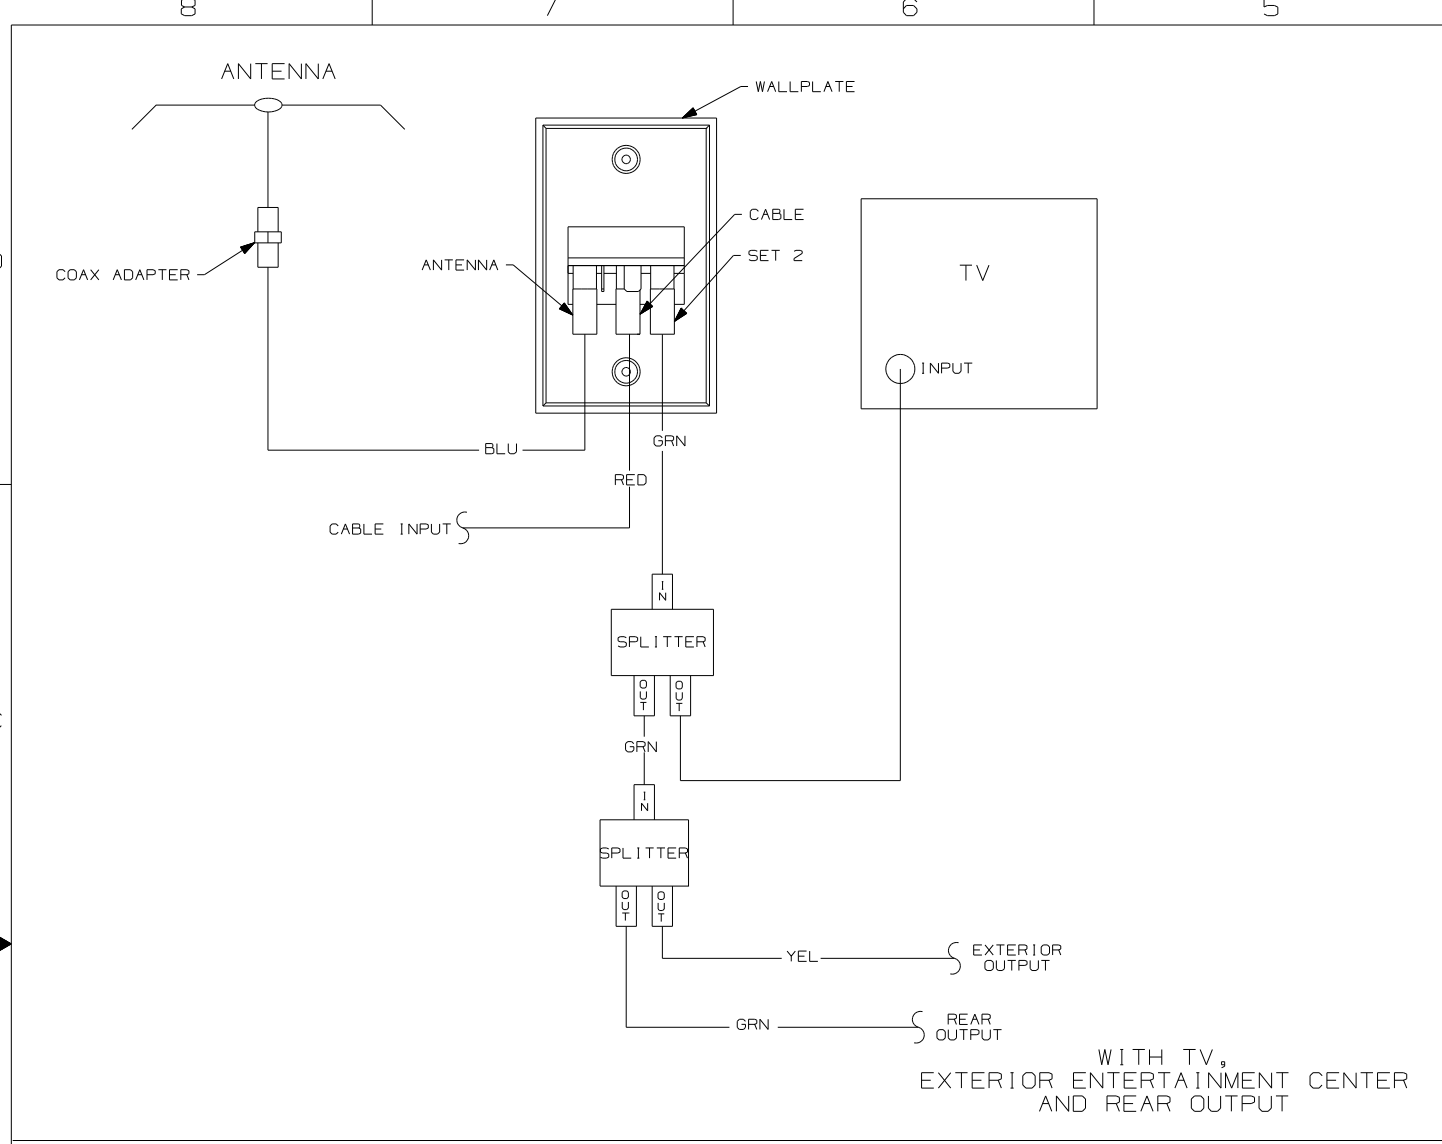 8 7 6 5
ANTENNA
WALLPLATE
CABLE
SET 2
ANTENNA
COAX ADAPTER
TV
INPUT
BLU
GRN
RED
CABLE INPUT
IN
SPLITTER
OUT OUT
GRN
IN
SPLITTER
OUT OUT
YEL
EXTERIOR
OUTPUT
GRN
REAR
OUTPUT
WITH TV,
EXTERIOR ENTERTAINMENT CENTER
AND REAR OUTPUT